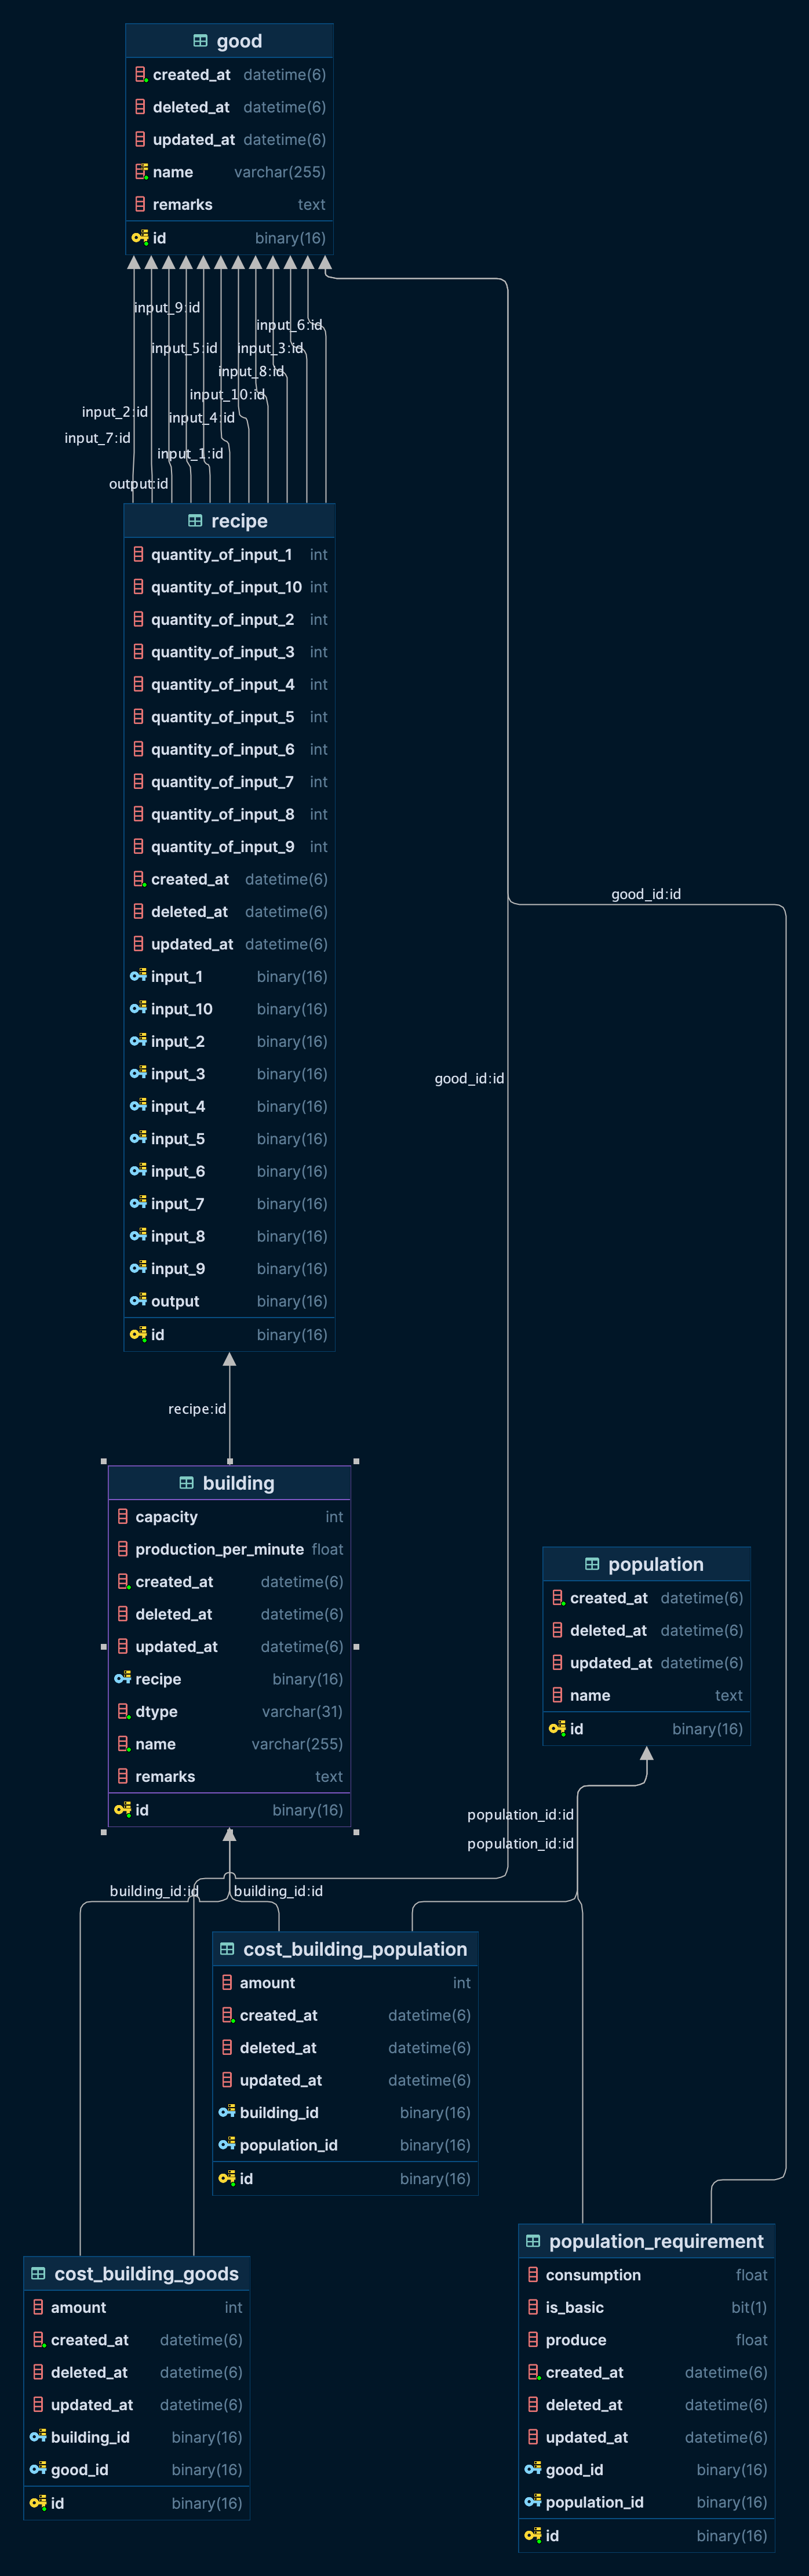 good
created_at datetime(6)
deleted_at datetime(6)
updated_at datetime(6)
name varchar(255)
remarks text
id binary(16)
input_9:id
input_6:id
input_5:id
input_3:id
input_8:id
input_10:id
input_2:id
input_4:id
input_7:id
input_1:id
output:id
recipe
quantity_of_input_1 int
quantity_of_input_10 int
quantity_of_input_2 int
quantity_of_input_3 int
quantity_of_input_4 int
quantity_of_input_5 int
quantity_of_input_6 int
quantity_of_input_7 int
quantity_of_input_8 int
quantity_of_input_9 int
created_at datetime(6)
deleted_at datetime(6)
updated_at datetime(6)
input_1 binary(16)
input_10 binary(16)
input_2 binary(16)
input_3 binary(16)
input_4 binary(16)
input_5 binary(16)
input_6 binary(16)
input_7 binary(16)
input_8 binary(16)
input_9 binary(16)
output binary(16)
id binary(16)
good_id:id
good_id:id
recipe:id
building
capacity int
production_per_minute float
created_at datetime(6)
deleted_at datetime(6)
updated_at datetime(6)
recipe binary(16)
dtype varchar(31)
name varchar(255)
remarks text
id binary(16)
population
created_at datetime(6)
deleted_at datetime(6)
updated_at datetime(6)
name text
id binary(16)
population_id:id
population_id:id
building_id:id
building_id:id
cost_building_population
amount int
created_at datetime(6)
deleted_at datetime(6)
updated_at datetime(6)
building_id binary(16)
population_id binary(16)
id binary(16)
cost_building_goods
amount int
created_at datetime(6)
deleted_at datetime(6)
updated_at datetime(6)
building_id binary(16)
good_id binary(16)
id binary(16)
population_requirement
consumption float
is_basic bit(1)
produce float
created_at datetime(6)
deleted_at datetime(6)
updated_at datetime(6)
good_id binary(16)
population_id binary(16)
id binary(16)